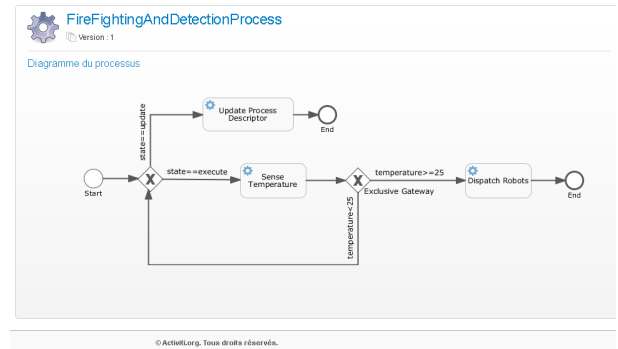 FireFightingAndDetectionProcess
Version : 1
Diagramme du processus
state==update
Update Process
Descriptor
End
Start
state==execute
Sense
Temperature
temperature>=25
Exclusive Gateway
temperature<25
Dispatch Robots
End
© Activiti.org. Tous droits réservés.